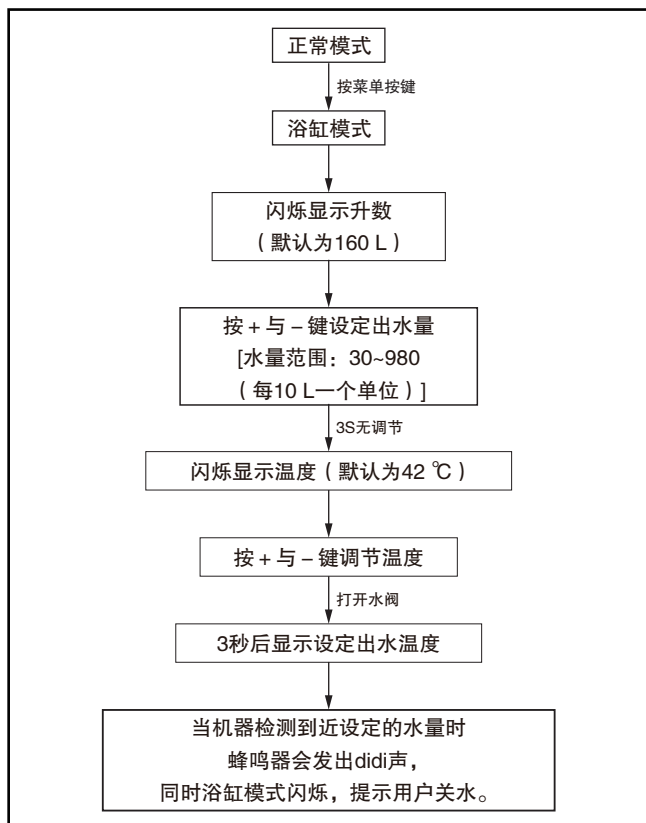 正常模式
按菜单按键
浴缸模式
闪烁显示升数
（默认为160 L）
按 + 与 – 键设定出水量
[水量范围：30~980
（每10 L一个单位）]
3S无调节
闪烁显示温度（默认为42 ℃）
按 + 与 – 键调节温度
打开水阀
3秒后显示设定出水温度
当机器检测到近设定的水量时
蜂鸣器会发出didi声，
同时浴缸模式闪烁，提示用户关水。